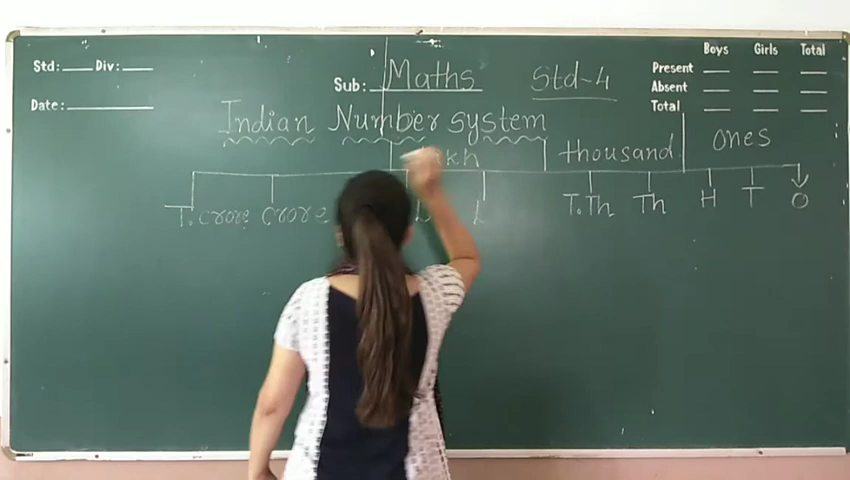 Boys Girls Total
Std: Div:
Sub: Maths Std-4
Present
Absent
Date:
Total
Indian Number system
thousand ones
T. crore crore L L T.Th Th H T O